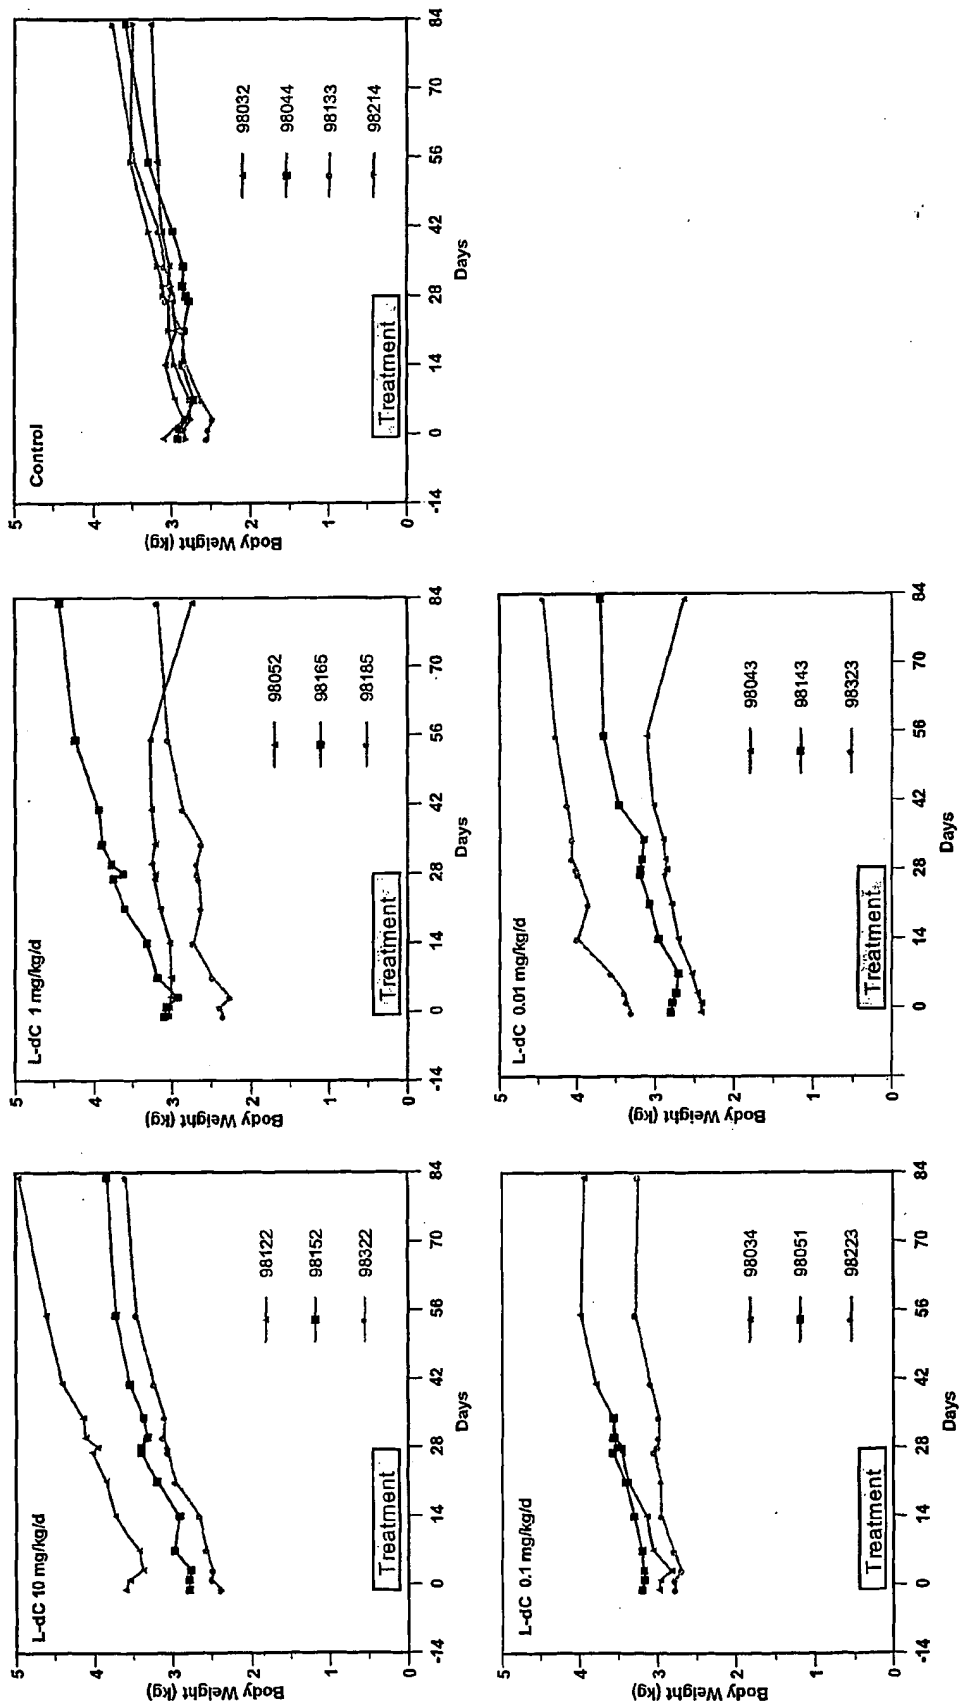 L-dC 10 mg/kg/d
Body Weight (kg)
5
4
3
2
1
0
98122
98152
98322
Treatment
-14 0 14 28 42 56 70 84
Days
L-dC 1 mg/kg/d
Body Weight (kg)
5
4
3
2
1
0
98052
98165
98185
Treatment
-14 0 14 28 42 56 70 84
Days
Control
Body Weight (kg)
5
4
3
2
1
0
98032
98044
98133
98214
Treatment
-14 0 14 28 42 56 70 84
Days
L-dC 0.1 mg/kg/d
Body Weight (kg)
5
4
3
2
1
0
98034
98051
98223
Treatment
-14 0 14 28 42 56 70 84
Days
L-dC 0.01 mg/kg/d
Body Weight (kg)
5
4
3
2
1
0
98043
98143
98323
Treatment
-14 0 14 28 42 56 70 84
Days